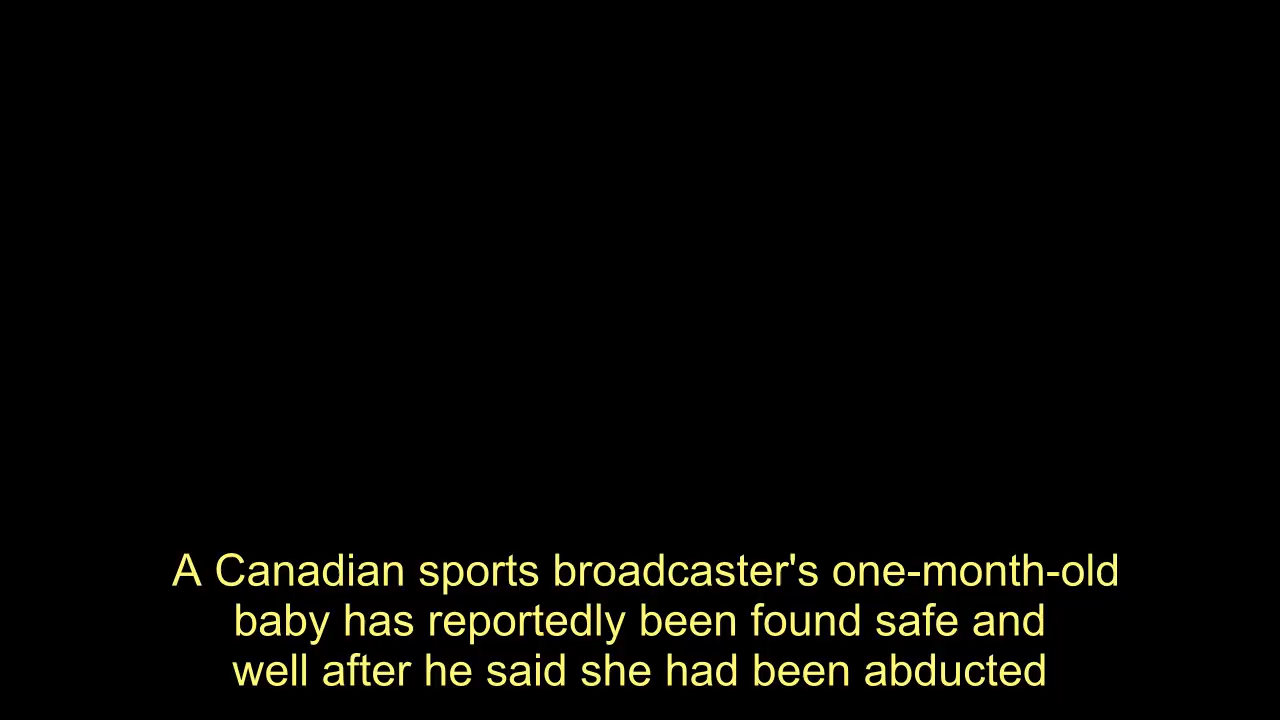 A Canadian sports broadcaster's one-month-old
baby has reportedly been found safe and
well after he said she had been abducted